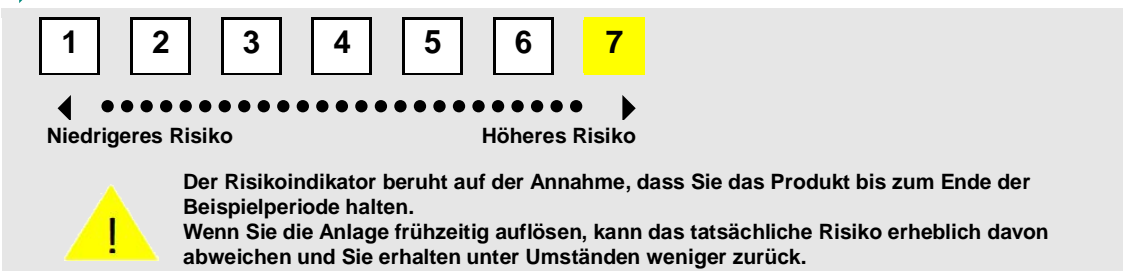 1 2 3 4 5 6 7
Niedrigeres Risiko Höheres Risiko
Der Risikoindikator beruht auf der Annahme, dass Sie das Produkt bis zum Ende der
Beispielperiode halten.
Wenn Sie die Anlage frühzeitig auflösen, kann das tatsächliche Risiko erheblich davon
abweichen und Sie erhalten unter Umständen weniger zurück.
!